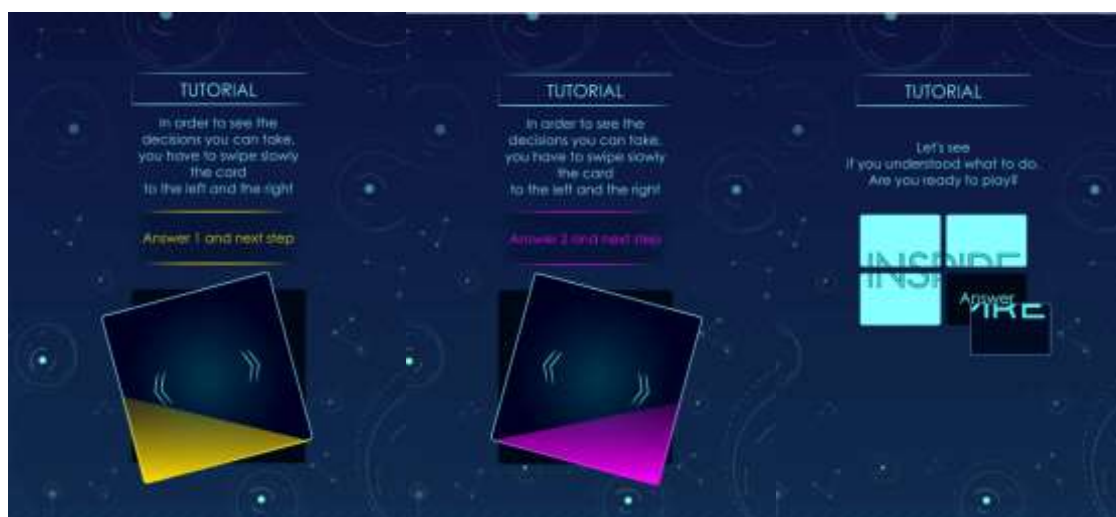 TUTORIAL
In order to see the
decisions you can take,
you have to swipe slowly
the card
to the left and the right
Answer 1 and next step
TUTORIAL
In order to see the
decisions you can take,
you have to swipe slowly
the card
to the left and the right
Answer 2 and next step
TUTORIAL
Let's see
if you understood what to do.
Are you ready to play?
INSPIRE
Answer